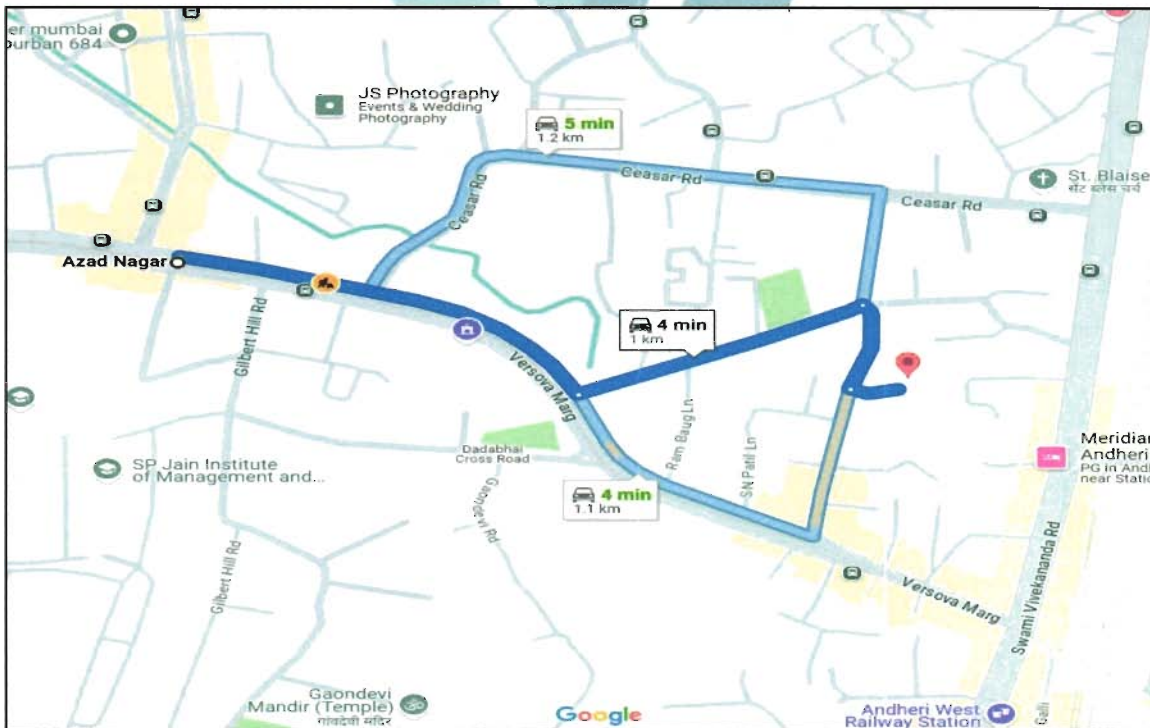 er mumbai
ourban 684
JS Photography
Events & Wedding
Photography
5 min
1.2 km
Ceasar Rd
Ceasar Rd
Ceasar Rd
St. Blaise
सेंट ब्लेस चर्च
Azad Nagar
Gilbert Hill Rd
4 min
1 km
Versova Marg
Ram Baug Ln
SN Patil Ln
Dadabhai
Cross Road
Gaondevi Rd
Meridian
Andheri
PG in Andh
near Static
SP Jain Institute
of Management and...
4 min
1.1 km
Gilbert Hill Rd
Versova Marg
Swami Vivekananda Rd
Gaondevi
Mandir (Temple)
गांवदेवी मंदिर
Google
Andheri West
Railway Station
Galli